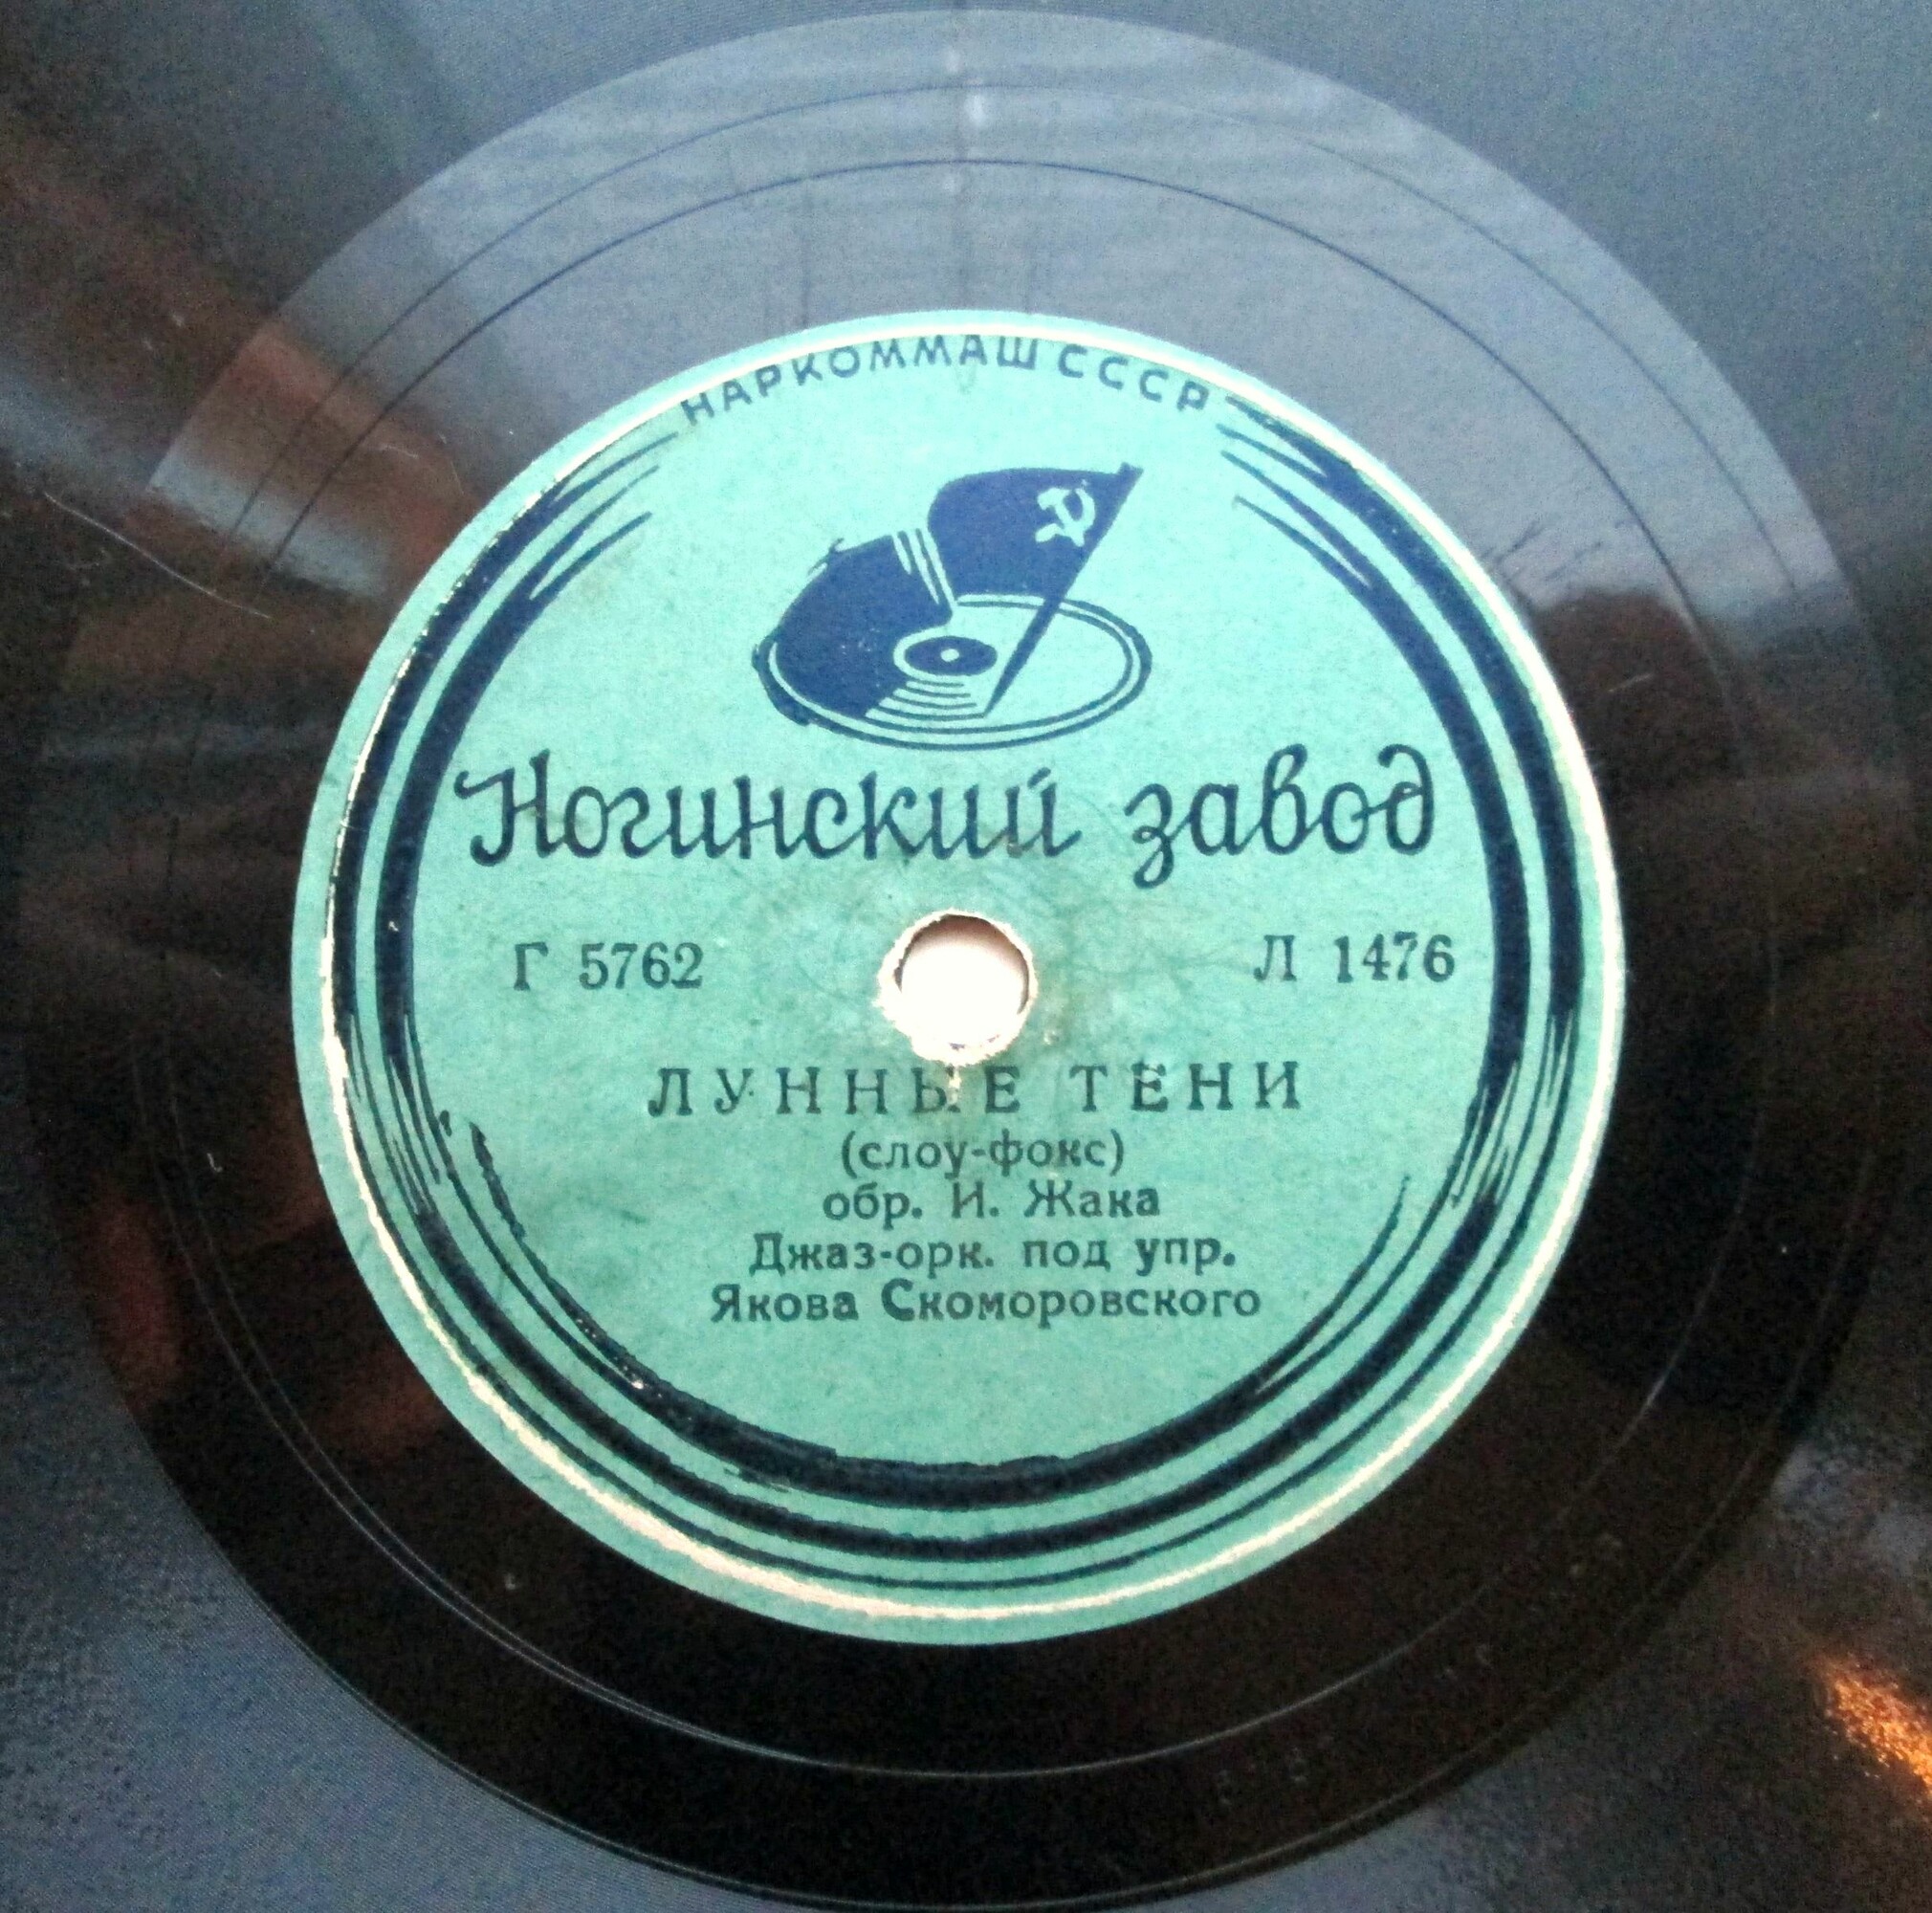 НАРКОММАШ СССР
Ногинский завод
Г 5762 Л 1476
ЛУННЫЕ ТЕНИ
(слоу-фокс)
обр. И. Жака
Джаз-орк. под упр.
Якова Скоморовского